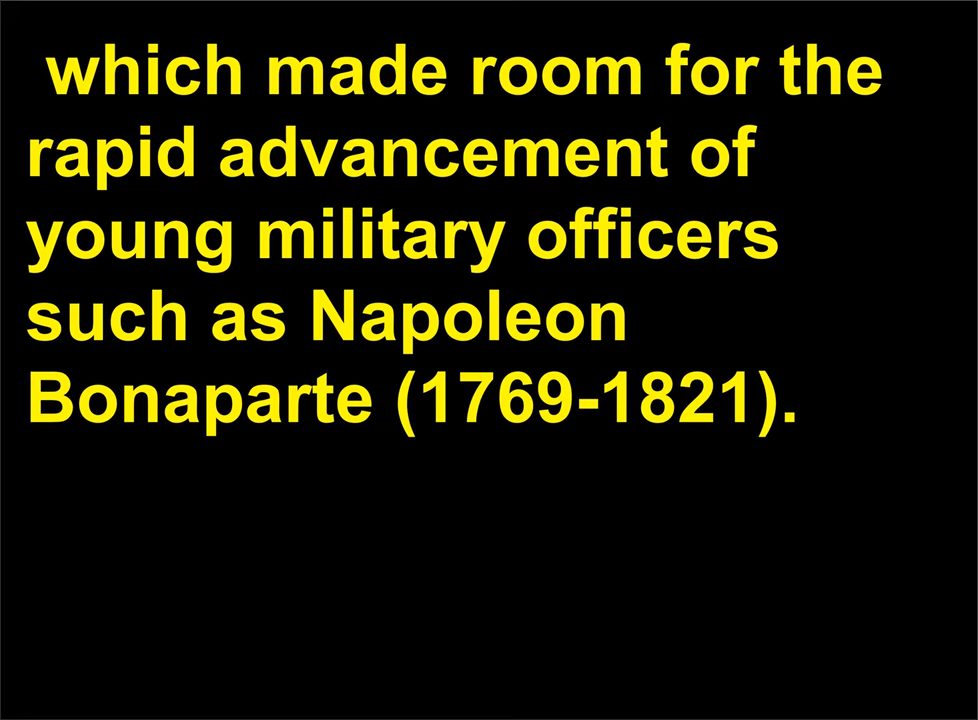 which made room for the
rapid advancement of
young military officers
such as Napoleon
Bonaparte (1769-1821).